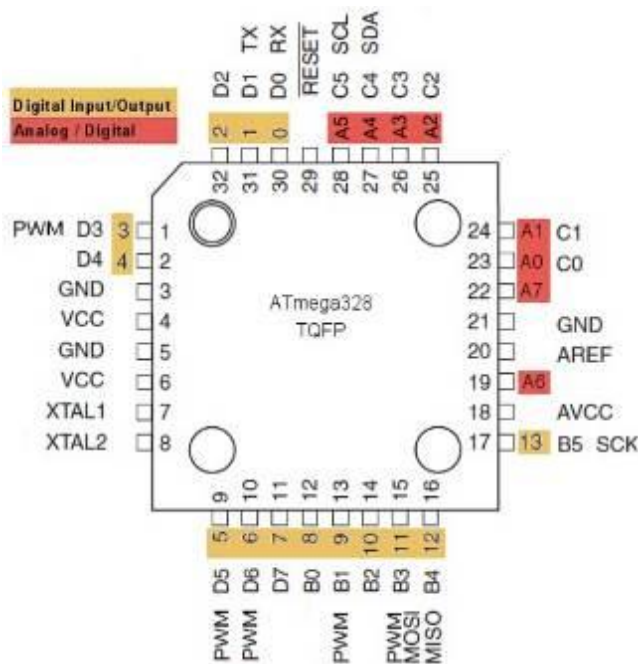 TX RX SCL SDA
D2 D1 D0 RESET C5 C4 C3 C2
Digital Input/Output
Analog / Digital
2 1 0 A5 A4 A3 A2
32 31 30 29 28 27 26 25
PWM D3 3 1
D4 4 2
GND 3
VCC 4
GND 5
VCC 6
XTAL1 7
XTAL2 8
ATmega328
TQFP
24 A1 C1
23 A0 C0
22 A7
21 GND
20 AREF
19 A6
18 AVCC
17 13 B5 SCK
9 10 11 12 13 14 15 16
5 6 7 8 9 10 11 12
D5 D6 D7 B0 B1 B2 B3 B4
PWM PWM PWM PWM MISO
MOSI